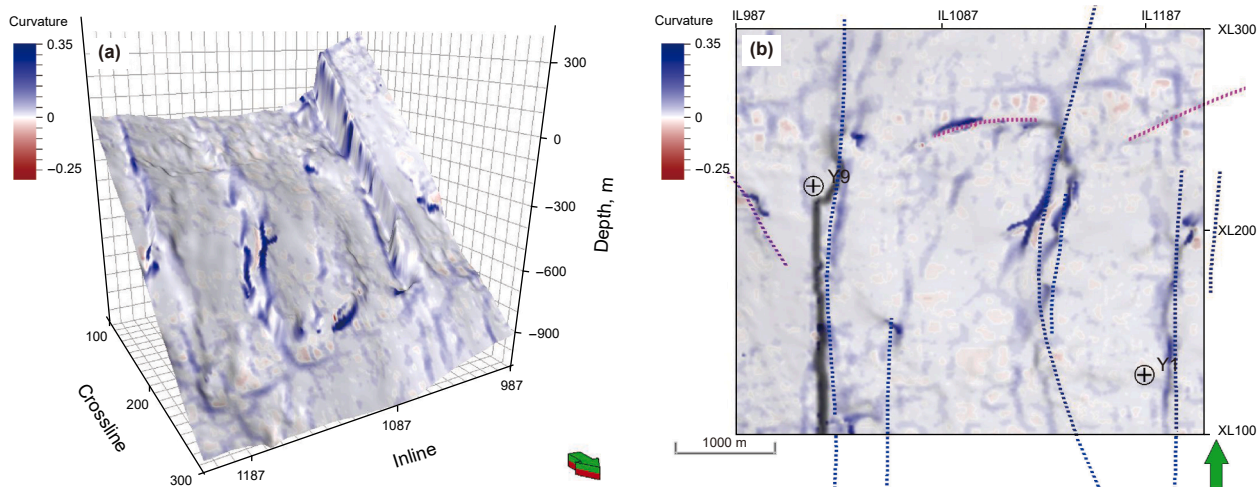 Curvature
0.35
0
−0.25
(a)
300
0
−300
−600
−900
Depth, m
100
200
300
Crossline
1187
1087
987
Inline
Curvature
0.35
0
−0.25
(b)
IL987
IL1087
IL1187
XL300
XL200
XL100
Y9
Y1
1000 m